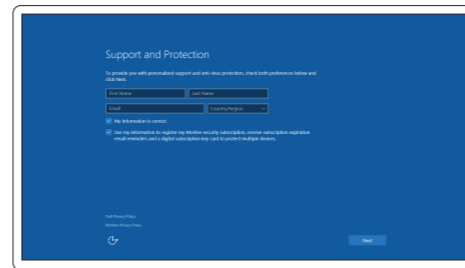 Support and Protection
To provide you with personalized support and anti-virus protection, check both preferences below and
click Next.
First Name
Last Name
Email
Country/Region
My information is correct.
Use my information to register my McAfee security subscription, receive subscription expiration
email reminders and a digital subscription key card to protect multiple devices.
Dell Privacy Policy
McAfee Privacy Policy
Next